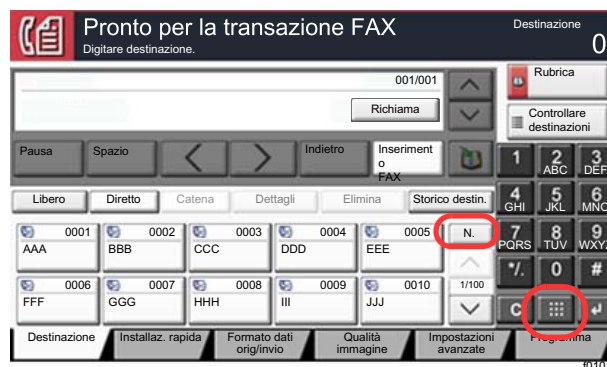 Pronto per la transazione FAX
Digitare destinazione.
Destinazione
0
001/001
Richiama
Rubrica
Controllare
destinazioni
Pausa
Spazio
Indietro
Inseriment
o
FAX
1
2 ABC
3 DEF
Libero
Diretto
Catena
Dettagli
Elimina
Storico destin.
4 GHI
5 JKL
6 MNO
0001
AAA
0002
BBB
0003
CCC
0004
DDD
0005
EEE
N.
7 PQRS
8 TUV
9 WXYZ
0006
FFF
0007
GGG
0008
HHH
0009
III
0010
JJJ
1/100
*/.
0
#
C
Destinazione
Installaz. rapida
Formato dati
orig/invio
Qualità
immagine
Impostazioni
avanzate
Programma
f010